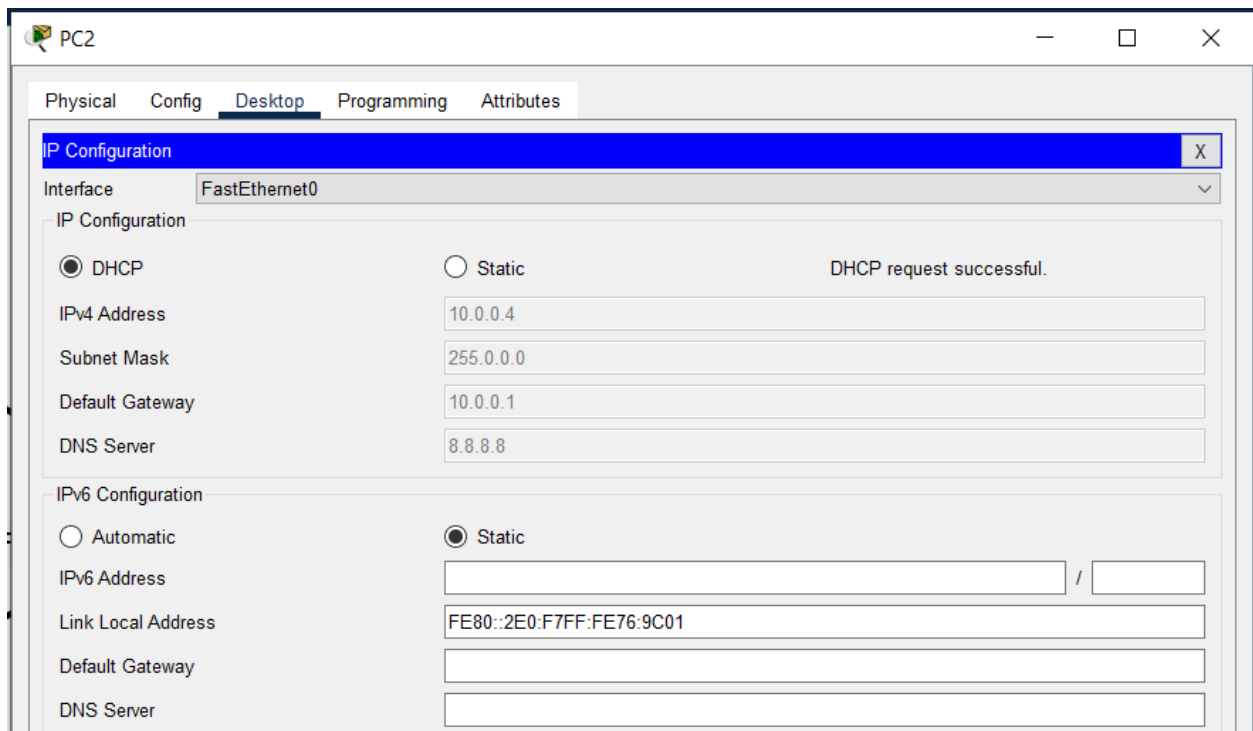 PC2
Physical Config Desktop Programming Attributes
IP Configuration X
Interface FastEthernet0
IP Configuration
DHCP Static DHCP request successful.
IPv4 Address 10.0.0.4
Subnet Mask 255.0.0.0
Default Gateway 10.0.0.1
DNS Server 8.8.8.8
IPv6 Configuration
Automatic Static
IPv6 Address /
Link Local Address FE80::2E0:F7FF:FE76:9C01
Default Gateway
DNS Server